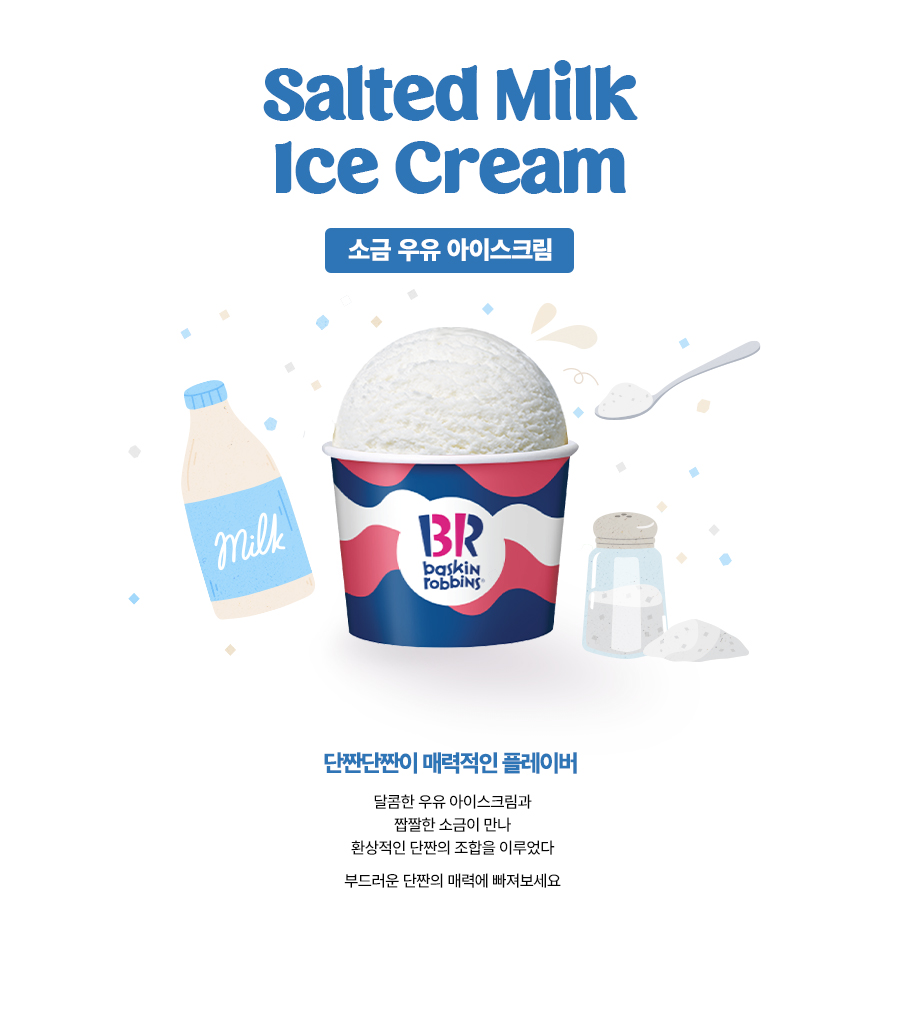 Salted Milk
Ice Cream
소금 우유 아이스크림
Milk
BR
baskin
robbins®
단짠단짠이 매력적인 플레이버
달콤한 우유 아이스크림과
짭짤한 소금이 만나
환상적인 단짠의 조합을 이루었다
부드러운 단짠의 매력에 빠져보세요